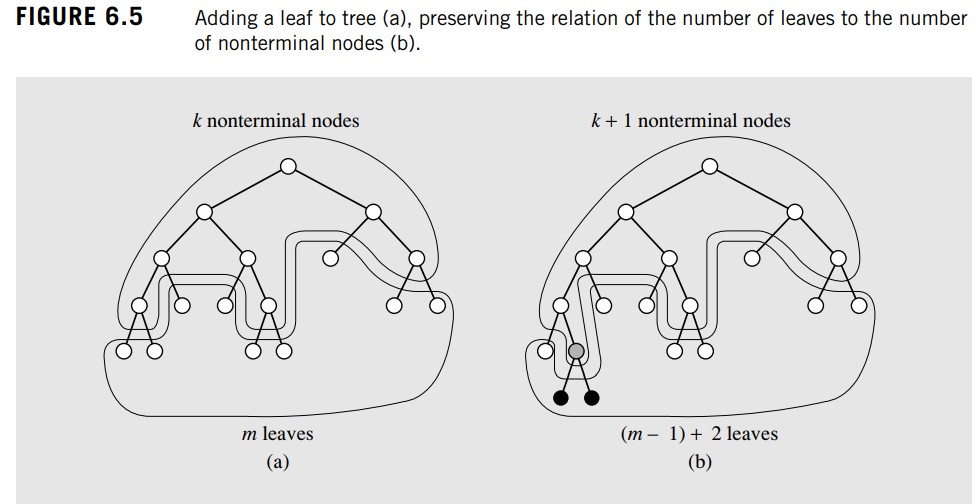 FIGURE 6.5
Adding a leaf to tree (a), preserving the relation of the number of leaves to the number
of nonterminal nodes (b).
k nonterminal nodes
k + 1 nonterminal nodes
m leaves
(m – 1) + 2 leaves
(a)
(b)